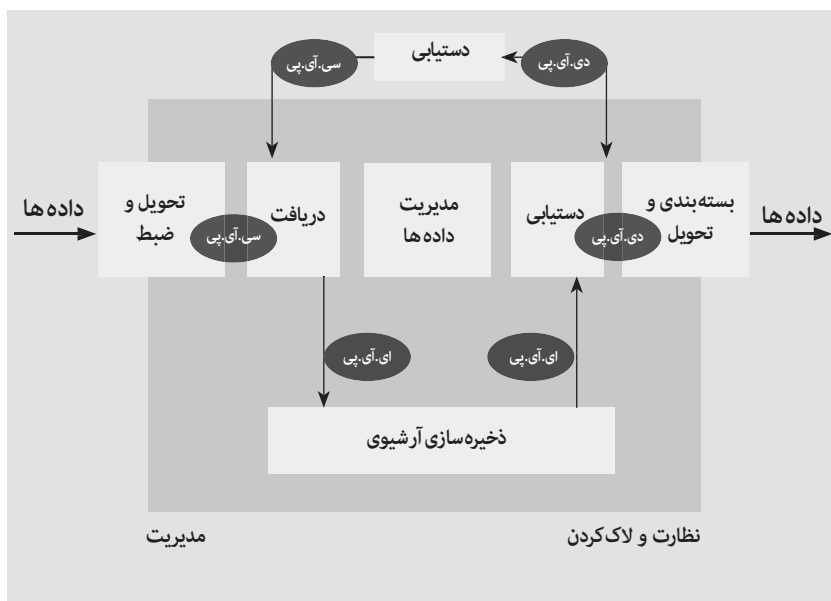 دستیابی
دی.آی.پی
سی.آی.پی
داده‌ها
بسته‌بندی و
تحویل
دی.آی.پی
دستیابی
مدیریت
داده‌ها
دریافت
سی.آی.پی
تحویل و
ضبط
داده‌ها
ای.آی.پی
ای.آی.پی
ذخیره‌سازی آرشیوی
نظارت و لاک‌کردن
مدیریت